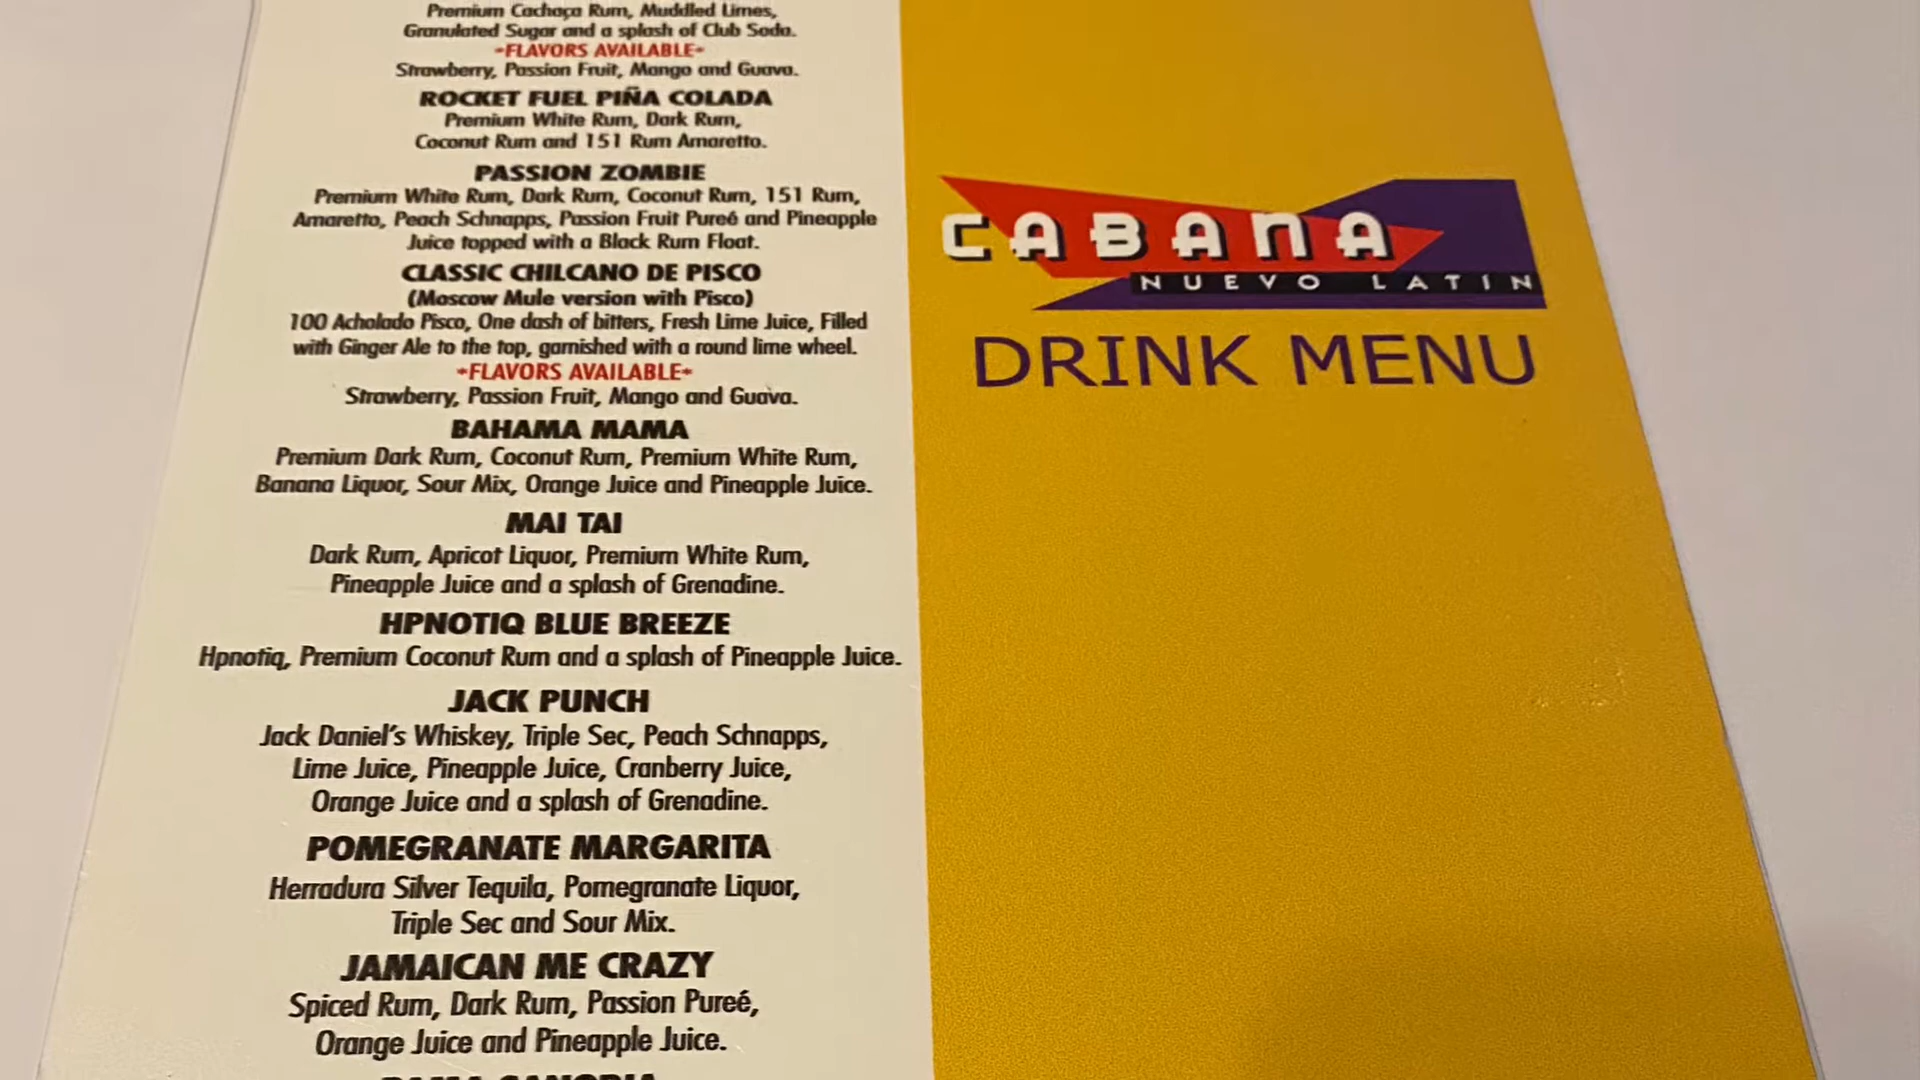 Premium Cachaça Rum, Muddled Limes,
Granulated Sugar and a splash of Club Soda.
*FLAVORS AVAILABLE*
Strawberry, Passion Fruit, Mango and Guava.
ROCKET FUEL PIÑA COLADA
Premium White Rum, Dark Rum,
Coconut Rum and 151 Rum Amaretto.
PASSION ZOMBIE
Premium White Rum, Dark Rum, Coconut Rum, 151 Rum,
Amaretto, Peach Schnapps, Passion Fruit Pureé and Pineapple
Juice topped with a Black Rum Float.
CLASSIC CHILCANO DE PISCO
(Moscow Mule version with Pisco)
100 Acholado Pisco, One dash of bitters, Fresh Lime Juice, Filled
with Ginger Ale to the top, garnished with a round lime wheel.
*FLAVORS AVAILABLE*
Strawberry, Passion Fruit, Mango and Guava.
BAHAMA MAMA
Premium Dark Rum, Coconut Rum, Premium White Rum,
Banana Liquor, Sour Mix, Orange Juice and Pineapple Juice.
MAI TAI
Dark Rum, Apricot Liquor, Premium White Rum,
Pineapple Juice and a splash of Grenadine.
HPNOTIQ BLUE BREEZE
Hpnotiq, Premium Coconut Rum and a splash of Pineapple Juice.
JACK PUNCH
Jack Daniel's Whiskey, Triple Sec, Peach Schnapps,
Lime Juice, Pineapple Juice, Cranberry Juice,
Orange Juice and a splash of Grenadine.
POMEGRANATE MARGARITA
Herradura Silver Tequila, Pomegranate Liquor,
Triple Sec and Sour Mix.
JAMAICAN ME CRAZY
Spiced Rum, Dark Rum, Passion Pureé,
Orange Juice and Pineapple Juice.
CABANA
NUEVO LATIN
DRINK MENU